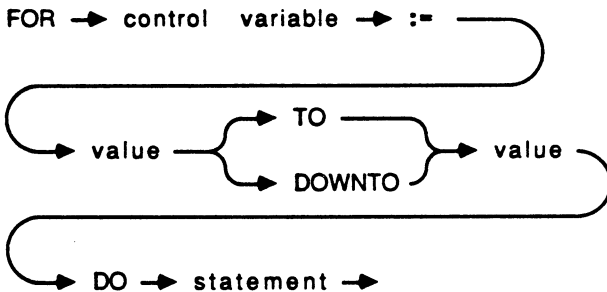 FOR control variable :=
TO
value value
DOWNTO
DO statement